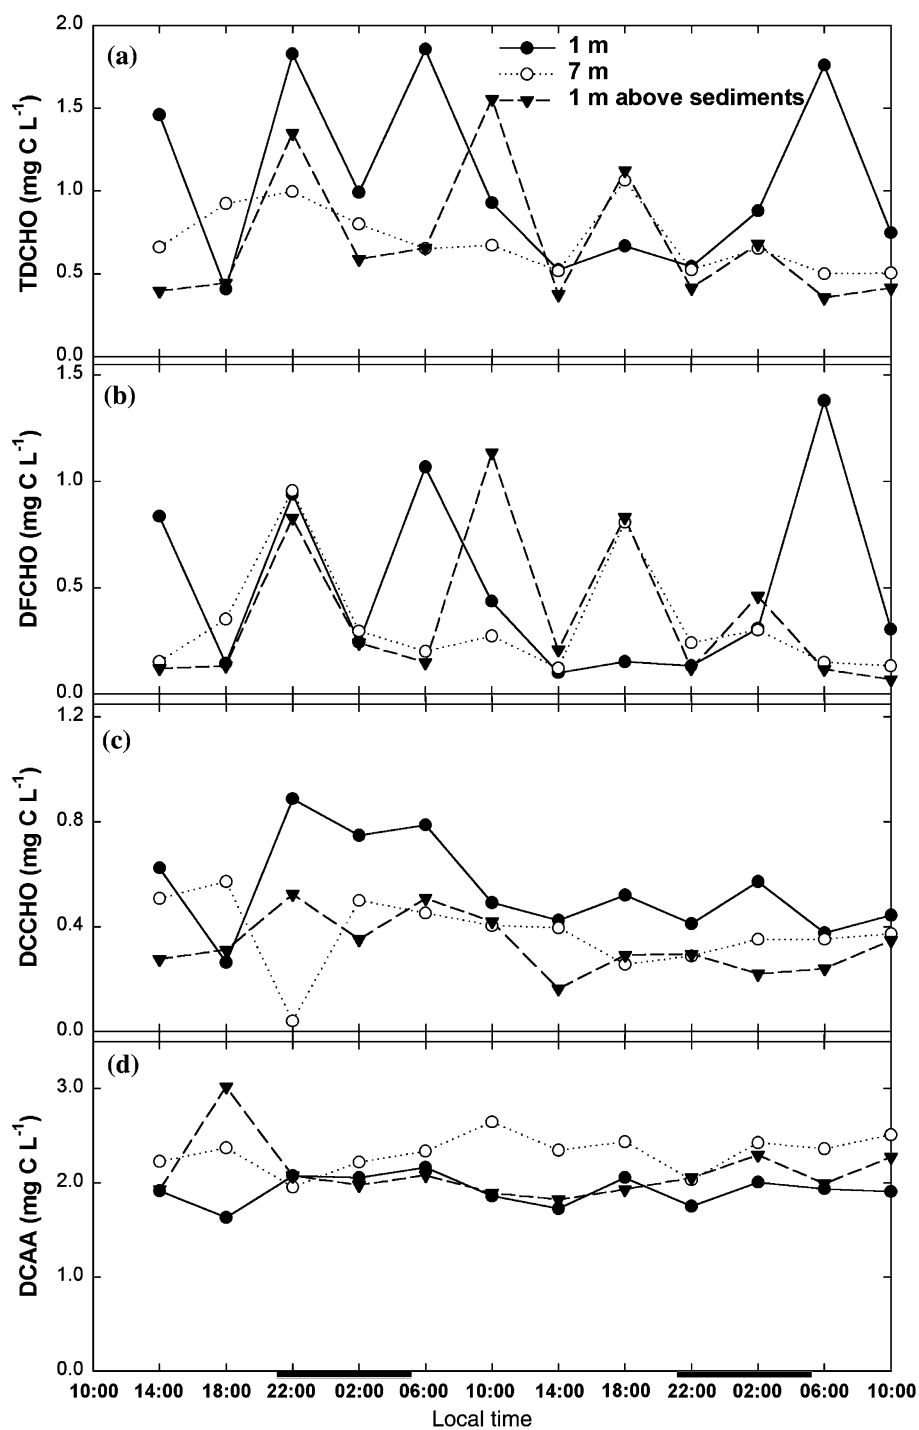 (a)
1 m
7 m
1 m above sediments
TDCHO (mg C L-1)
2.0
1.5
1.0
0.5
0.0
(b)
DFCHO (mg C L-1)
1.5
1.0
0.5
0.0
(c)
DCCHO (mg C L-1)
1.2
0.8
0.4
0.0
(d)
DCAA (mg C L-1)
3.0
2.0
1.0
0.0
10:00 14:00 18:00 22:00 02:00 06:00 10:00 14:00 18:00 22:00 02:00 06:00 10:00
Local time